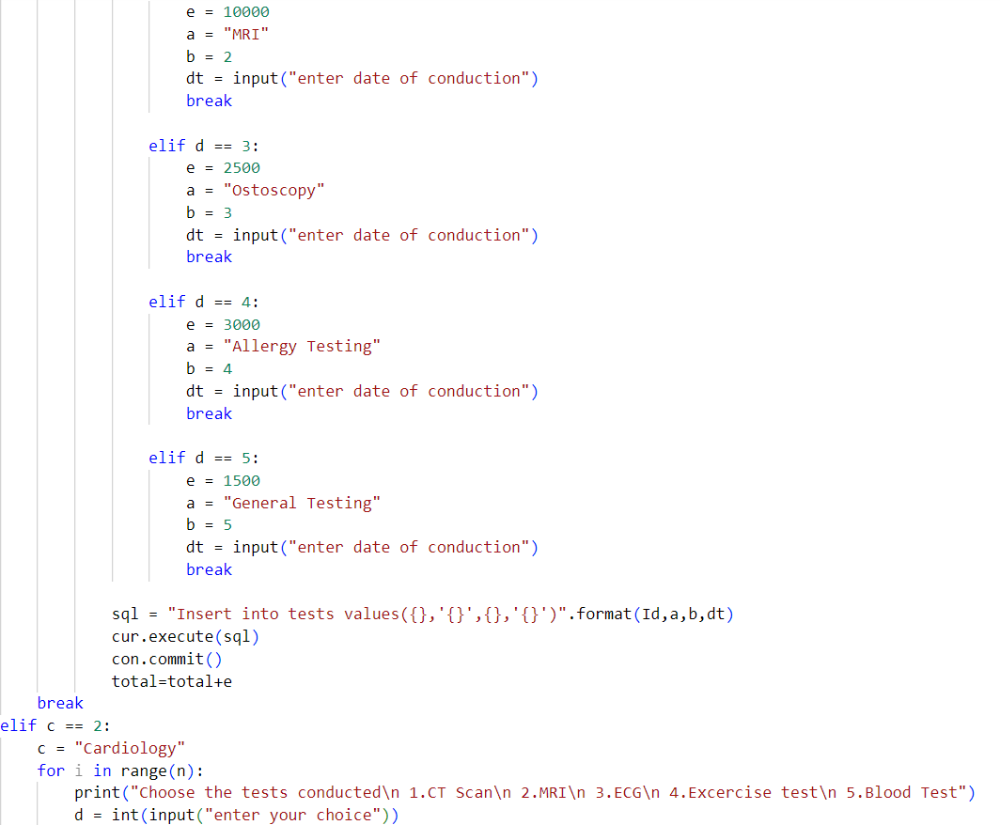 e = 10000
a = "MRI"
b = 2
dt = input("enter date of conduction")
break
elif d == 3:
e = 2500
a = "Ostoscopy"
b = 3
dt = input("enter date of conduction")
break
elif d == 4:
e = 3000
a = "Allergy Testing"
b = 4
dt = input("enter date of conduction")
break
elif d == 5:
e = 1500
a = "General Testing"
b = 5
dt = input("enter date of conduction")
break
sql = "Insert into tests values({},'{}',{},'{}')".format(Id,a,b,dt)
cur.execute(sql)
con.commit()
total=total+e
break
elif c == 2:
c = "Cardiology"
for i in range(n):
print("Choose the tests conducted\n 1.CT Scan\n 2.MRI\n 3.ECG\n 4.Excercise test\n 5.Blood Test")
d = int(input("enter your choice"))